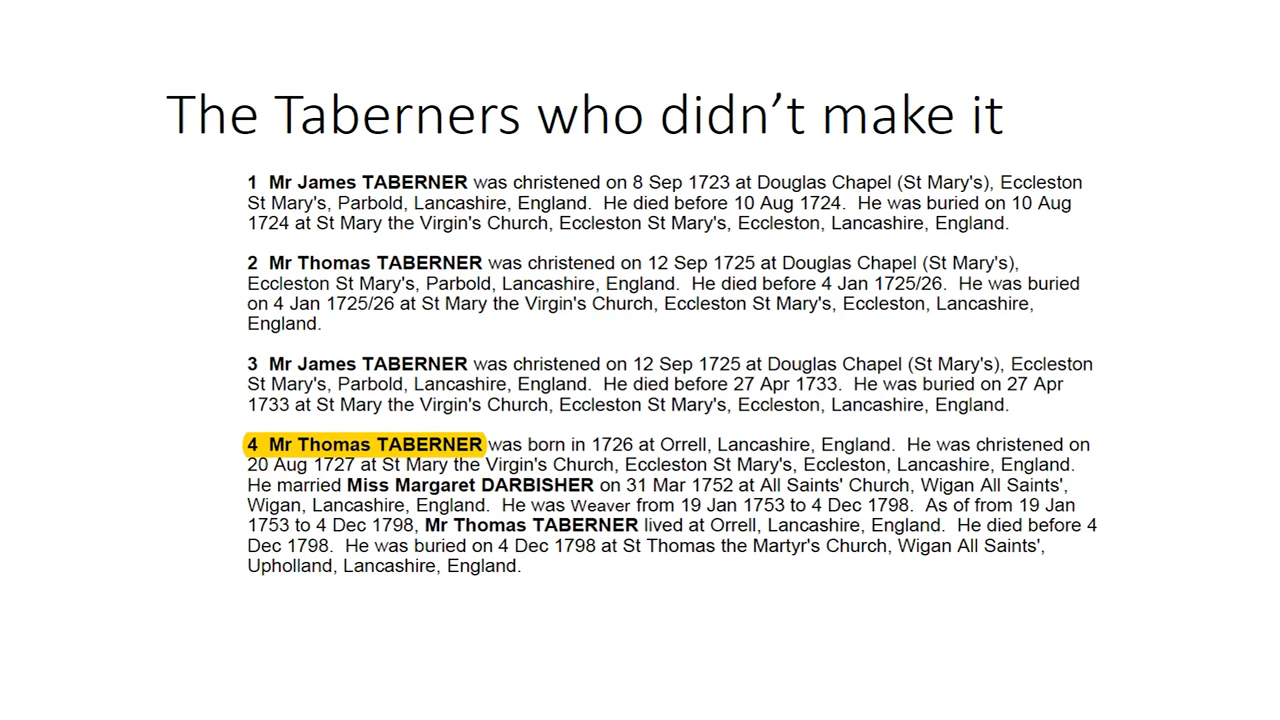 The Taberners who didn't make it
1 Mr James TABERNER was christened on 8 Sep 1723 at Douglas Chapel (St Mary's), Eccleston
St Mary's, Parbold, Lancashire, England. He died before 10 Aug 1724. He was buried on 10 Aug
1724 at St Mary the Virgin's Church, Eccleston St Mary's, Eccleston, Lancashire, England.
2 Mr Thomas TABERNER was christened on 12 Sep 1725 at Douglas Chapel (St Mary's),
Eccleston St Mary's, Parbold, Lancashire, England. He died before 4 Jan 1725/26. He was buried
on 4 Jan 1725/26 at St Mary the Virgin's Church, Eccleston St Mary's, Eccleston, Lancashire,
England.
3 Mr James TABERNER was christened on 12 Sep 1725 at Douglas Chapel (St Mary's), Eccleston
St Mary's, Parbold, Lancashire, England. He died before 27 Apr 1733. He was buried on 27 Apr
1733 at St Mary the Virgin's Church, Eccleston St Mary's, Eccleston, Lancashire, England.
4 Mr Thomas TABERNER was born in 1726 at Orrell, Lancashire, England. He was christened on
20 Aug 1727 at St Mary the Virgin's Church, Eccleston St Mary's, Eccleston, Lancashire, England.
He married Miss Margaret DARBISHER on 31 Mar 1752 at All Saints' Church, Wigan All Saints',
Wigan, Lancashire, England. He was Weaver from 19 Jan 1753 to 4 Dec 1798. As of from 19 Jan
1753 to 4 Dec 1798, Mr Thomas TABERNER lived at Orrell, Lancashire, England. He died before 4
Dec 1798. He was buried on 4 Dec 1798 at St Thomas the Martyr's Church, Wigan All Saints',
Upholland, Lancashire, England.